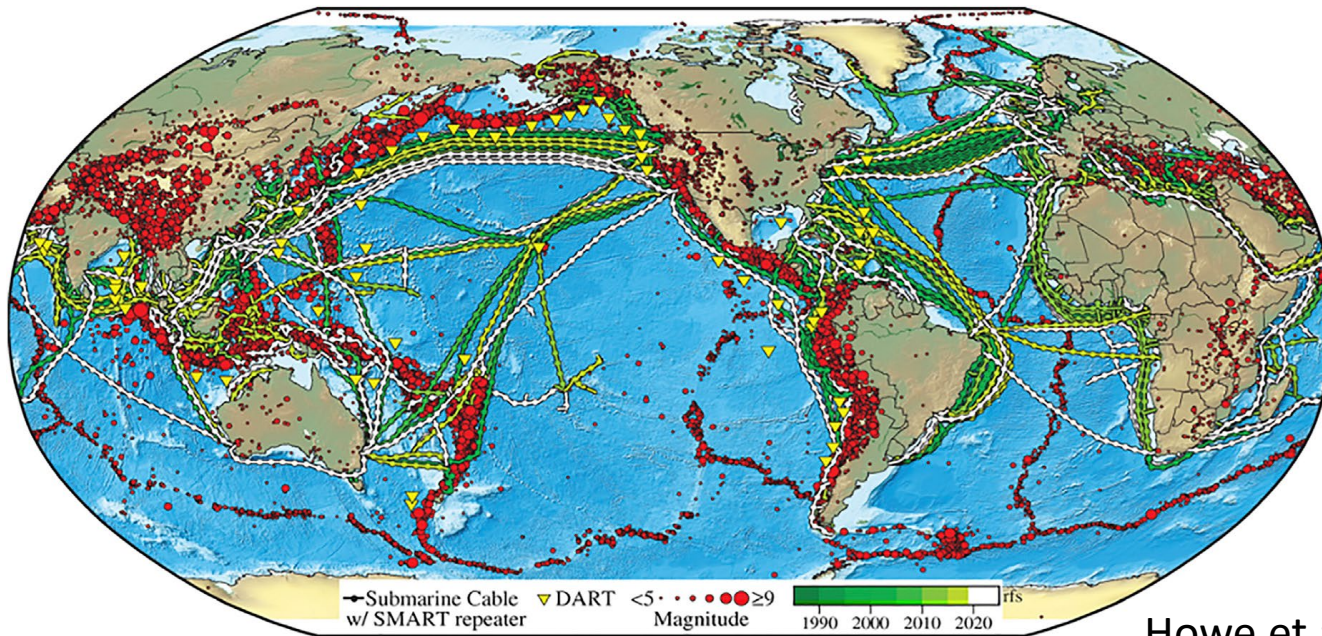 Submarine Cable
w/ SMART repeater
DART
<5 ≥9
Magnitude
rfs
1990 2000 2010 2020
Howe et